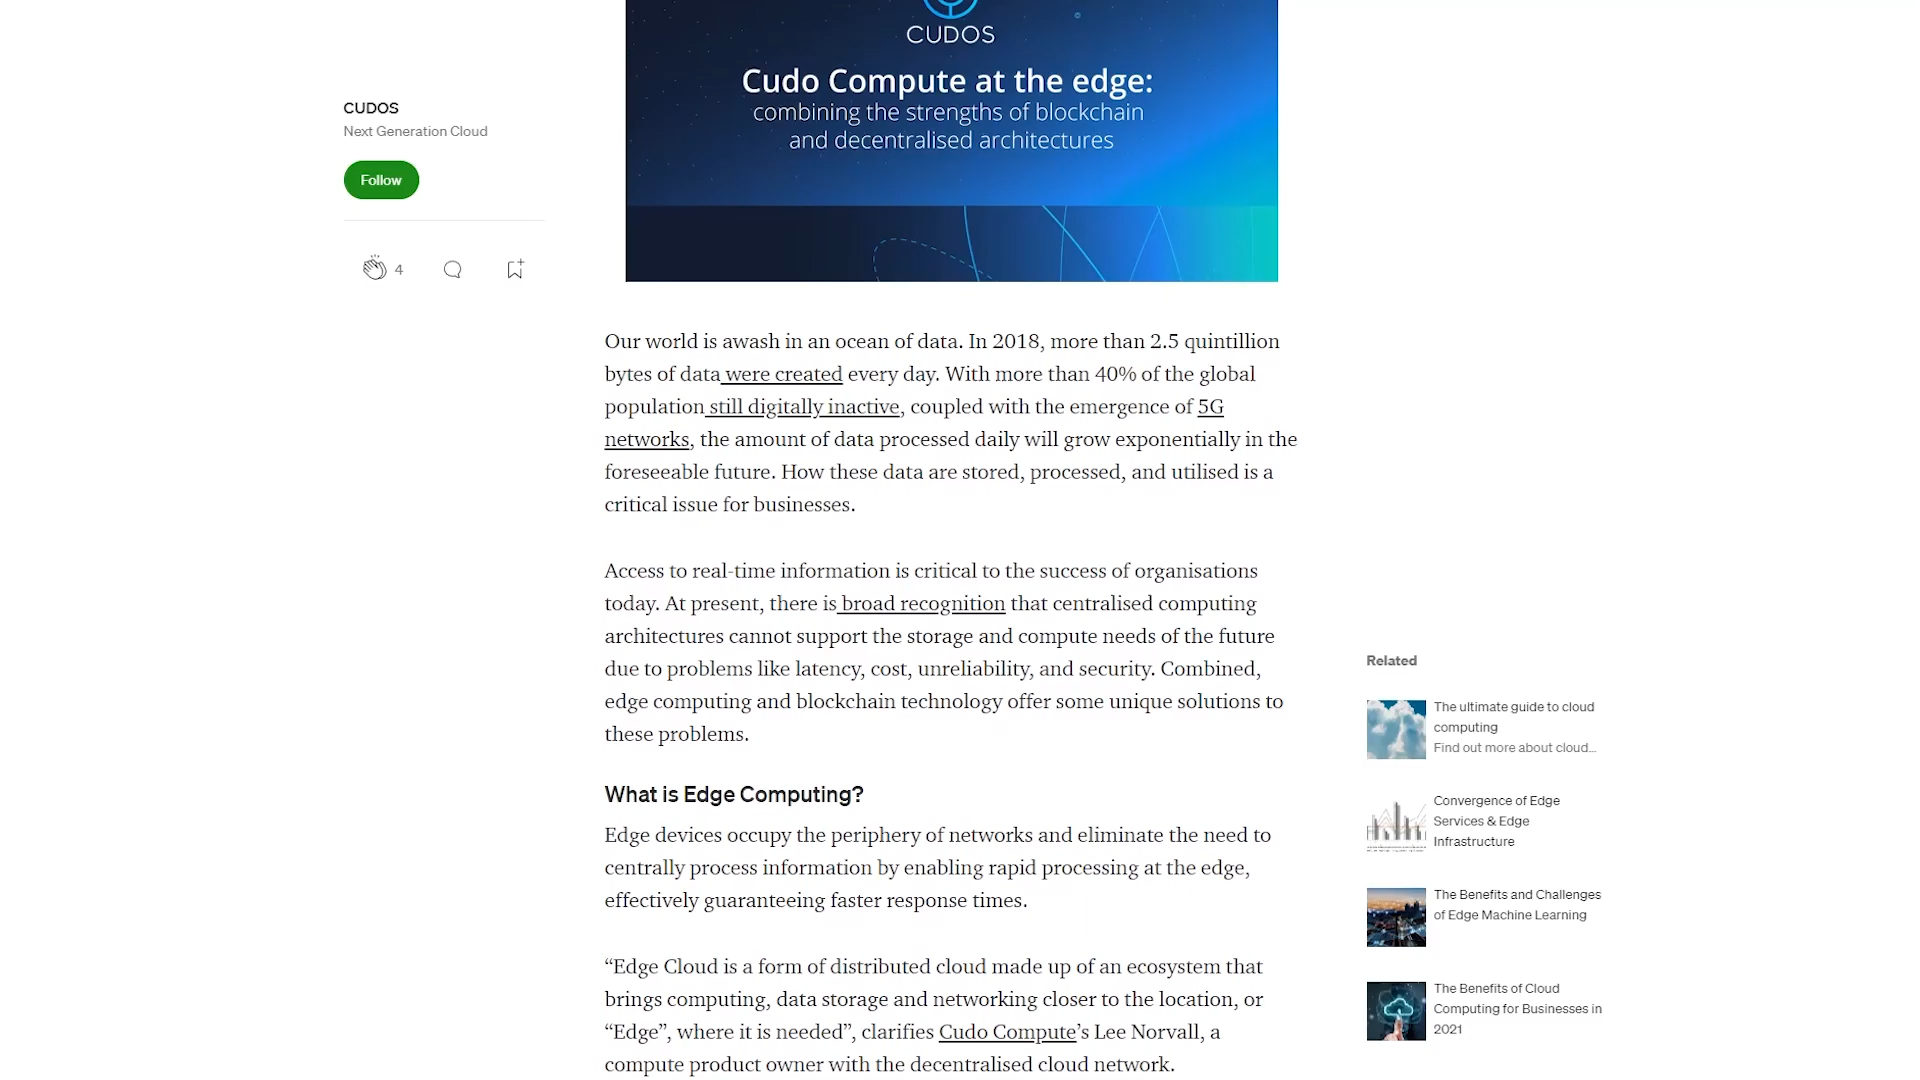 CUDOS
Cudo Compute at the edge:
combining the strengths of blockchain
and decentralised architectures
CUDOS
Next Generation Cloud
Follow
4
Our world is awash in an ocean of data. In 2018, more than 2.5 quintillion
bytes of data were created every day. With more than 40% of the global
population still digitally inactive, coupled with the emergence of 5G
networks, the amount of data processed daily will grow exponentially in the
foreseeable future. How these data are stored, processed, and utilised is a
critical issue for businesses.
Access to real-time information is critical to the success of organisations
today. At present, there is broad recognition that centralised computing
architectures cannot support the storage and compute needs of the future
due to problems like latency, cost, unreliability, and security. Combined,
edge computing and blockchain technology offer some unique solutions to
these problems.
What is Edge Computing?
Edge devices occupy the periphery of networks and eliminate the need to
centrally process information by enabling rapid processing at the edge,
effectively guaranteeing faster response times.
“Edge Cloud is a form of distributed cloud made up of an ecosystem that
brings computing, data storage and networking closer to the location, or
“Edge”, where it is needed”, clarifies Cudo Compute’s Lee Norvall, a
compute product owner with the decentralised cloud network.
Related
The ultimate guide to cloud
computing
Find out more about cloud…
Convergence of Edge
Services & Edge
Infrastructure
The Benefits and Challenges
of Edge Machine Learning
The Benefits of Cloud
Computing for Businesses in
2021